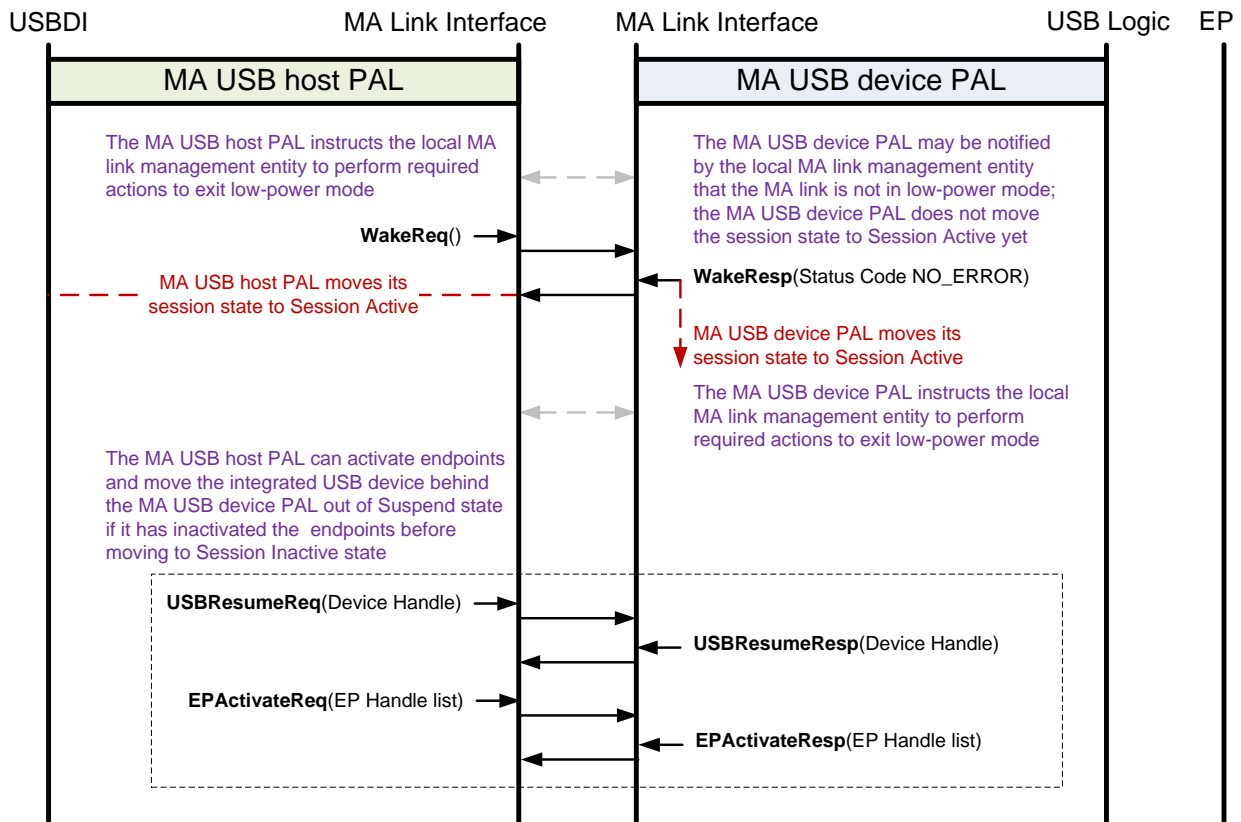 USBDI
MA Link Interface
MA Link Interface
USB Logic
EP
MA USB host PAL
MA USB device PAL
The MA USB host PAL instructs the local MA
link management entity to perform required
actions to exit low-power mode
The MA USB device PAL may be notified
by the local MA link management entity
that the MA link is not in low-power mode;
the MA USB device PAL does not move
the session state to Session Active yet
WakeReq()
WakeResp(Status Code NO_ERROR)
MA USB host PAL moves its
session state to Session Active
MA USB device PAL moves its
session state to Session Active
The MA USB device PAL instructs the local
MA link management entity to perform
required actions to exit low-power mode
The MA USB host PAL can activate endpoints
and move the integrated USB device behind
the MA USB device PAL out of Suspend state
if it has inactivated the endpoints before
moving to Session Inactive state
USBResumeReq(Device Handle)
USBResumeResp(Device Handle)
EPActivateReq(EP Handle list)
EPActivateResp(EP Handle list)